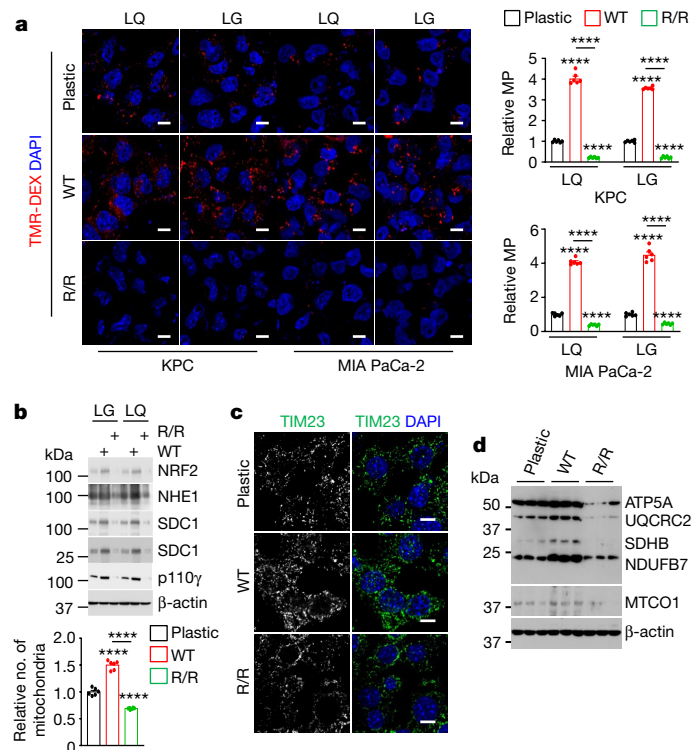 a
LQ LG LQ LG
Plastic
WT
R/R
TMR-DEX DAPI
KPC MIA PaCa-2
Plastic WT R/R
Relative MP
5
4
3
2
1
0
**** ****
**** ****
**** ****
LQ LG
KPC
Relative MP
6
4
2
0
**** ****
**** ****
**** ****
LQ LG
MIA PaCa-2
b
LG LQ
+ + R/R
kDa + + WT
100 NRF2
100 NHE1
100 SDC1
25 SDC1
100 p110γ
37 β-actin
Plastic
WT
R/R
Relative no. of
mitochondria
2.0
1.5
1.0
0.5
0
****
****
****
c
TIM23 TIM23 DAPI
Plastic
WT
R/R
d
Plastic WT R/R
kDa
50 ATP5A
UQCRC2
37
SDHB
25
NDUFB7
37 MTCO1
50 β-actin